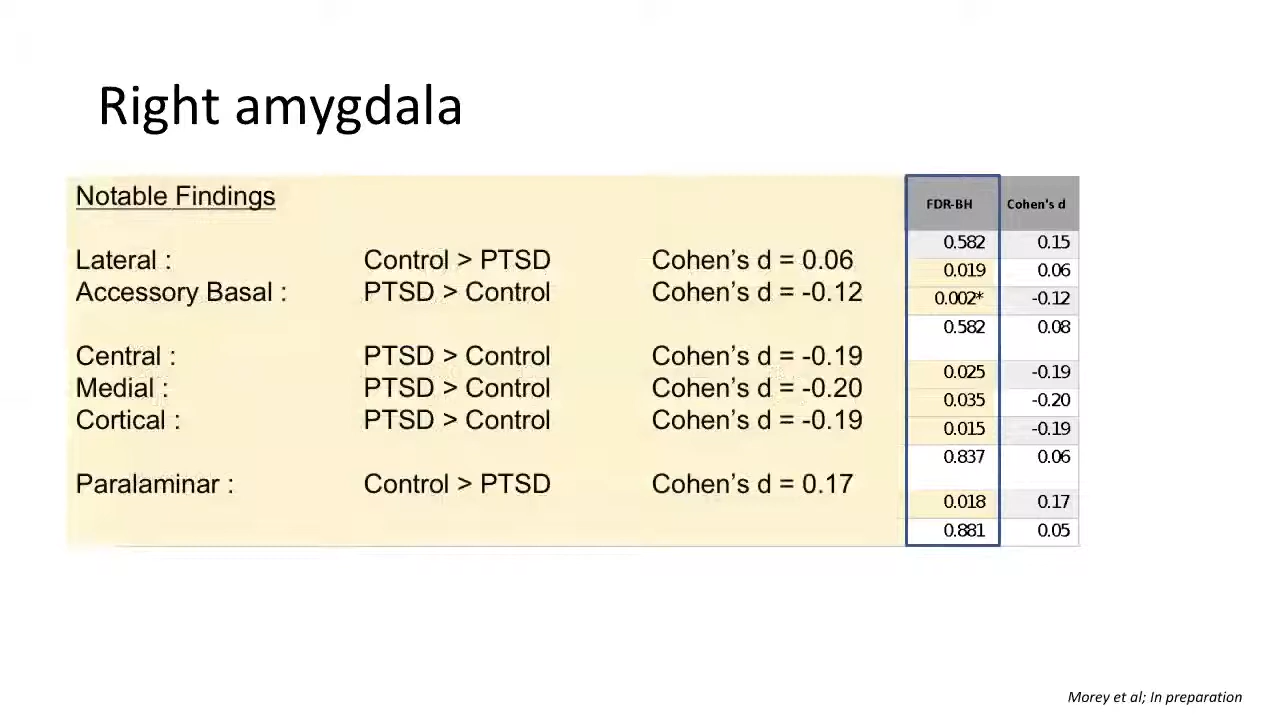 Right amygdala
Notable Findings
Lateral : Control > PTSD Cohen’s d = 0.06
Accessory Basal : PTSD > Control Cohen’s d = -0.12
Central : PTSD > Control Cohen’s d = -0.19
Medial : PTSD > Control Cohen’s d = -0.20
Cortical : PTSD > Control Cohen’s d = -0.19
Paralaminar : Control > PTSD Cohen’s d = 0.17
FDR-BH Cohen's d
0.582 0.15
0.019 0.06
0.002* -0.12
0.582 0.08
0.025 -0.19
0.035 -0.20
0.015 -0.19
0.837 0.06
0.018 0.17
0.881 0.05
Morey et al; In preparation